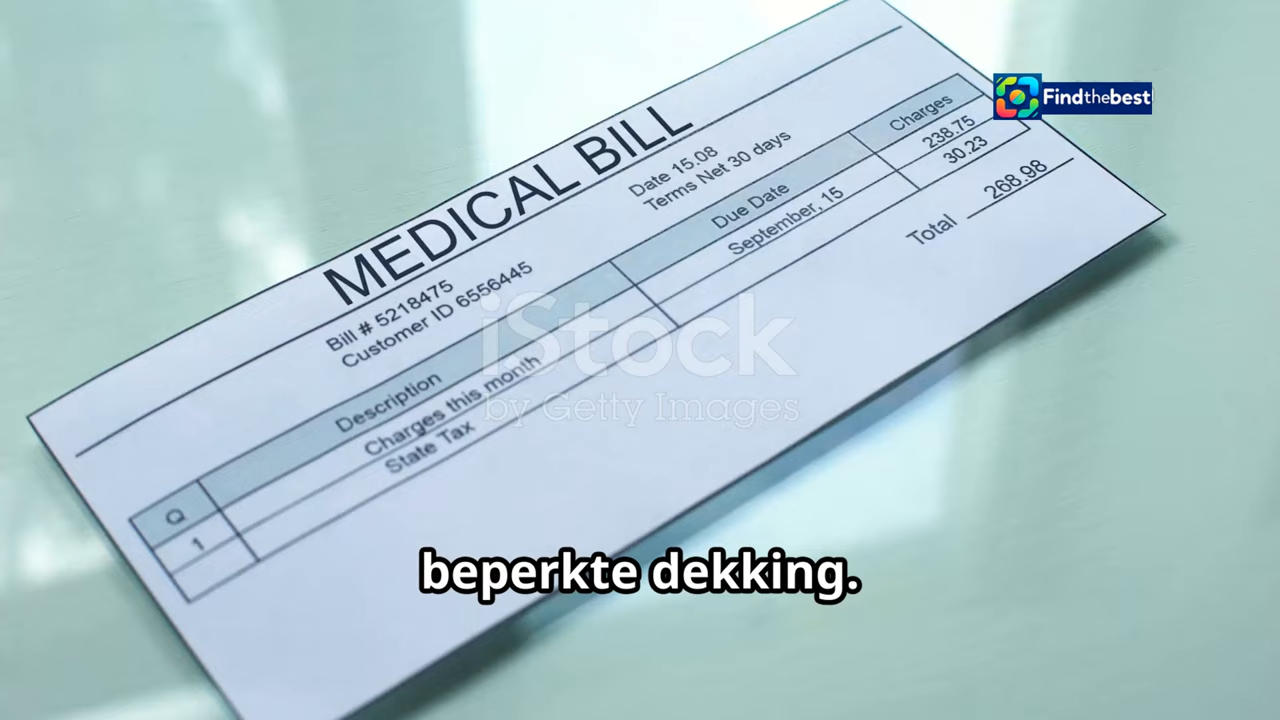 MEDICAL BILL
Bill # 5218475
Customer ID 6556445
Date 15.08
Terms Net 30 days
Q Description Due Date Charges
1 Charges this month September, 15 238.75
State Tax 30.23
Total 268.98
iStock
by Getty Images
Findthebest
beperkte dekking.